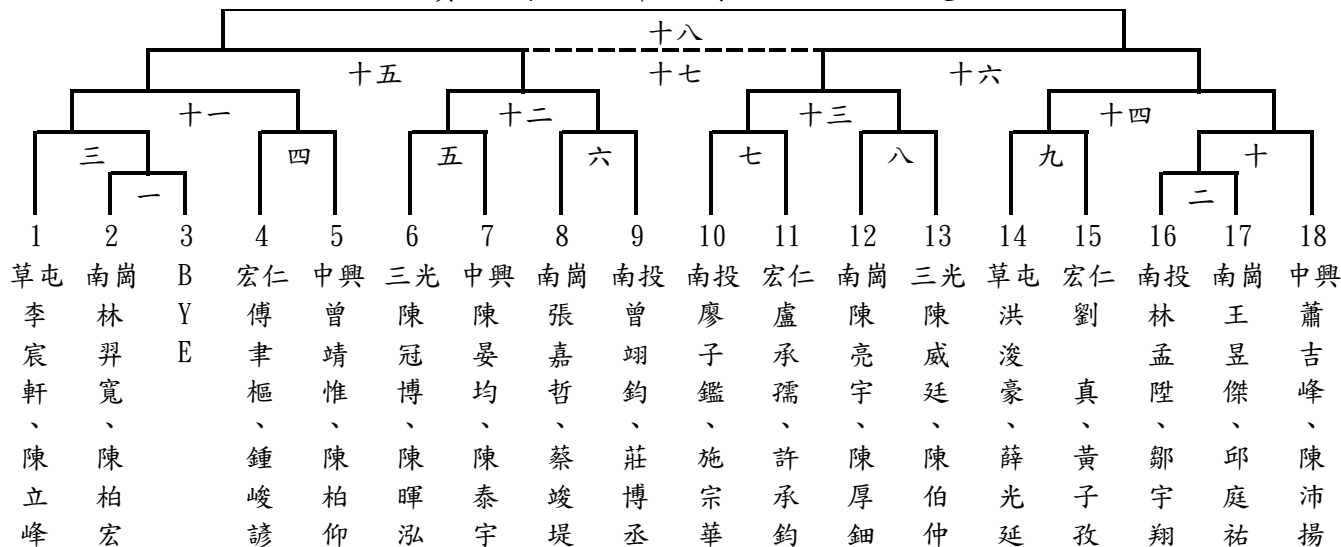 十八
十五 十七 十六
十一 十二 十三 十四
三 四 五 六 七 八 九 十
一 二
1 2 3 4 5 6 7 8 9 10 11 12 13 14 15 16 17 18
草屯 南崗 B 宏仁 中興 三光 中興 南崗 南投 南投 宏仁 南崗 三光 草屯 宏仁 南投 南崗 中興
李 林 Y 傅 曾 陳 陳 張 曾 廖 盧 陳 陳 洪 劉 林 王 蕭
宸 羿 E 聿 靖 冠 晏 嘉 翊 子 承 亮 威 浚 孟 昱 吉
軒 寬 樞 惟 博 均 哲 鈞 鑑 孺 宇 廷 豪 真 陞 傑 峰
、 、 、 、 、 、 、 、 、 、 、 、 、 、 、 、 、
陳 陳 鍾 陳 陳 陳 蔡 莊 施 許 陳 陳 薛 黃 鄒 邱 陳
立 柏 峻 柏 暉 泰 竣 博 宗 承 厚 伯 光 子 宇 庭 沛
峰 宏 諺 仰 泓 宇 堤 丞 華 鈞 鈿 仲 廷 孜 翔 祐 揚